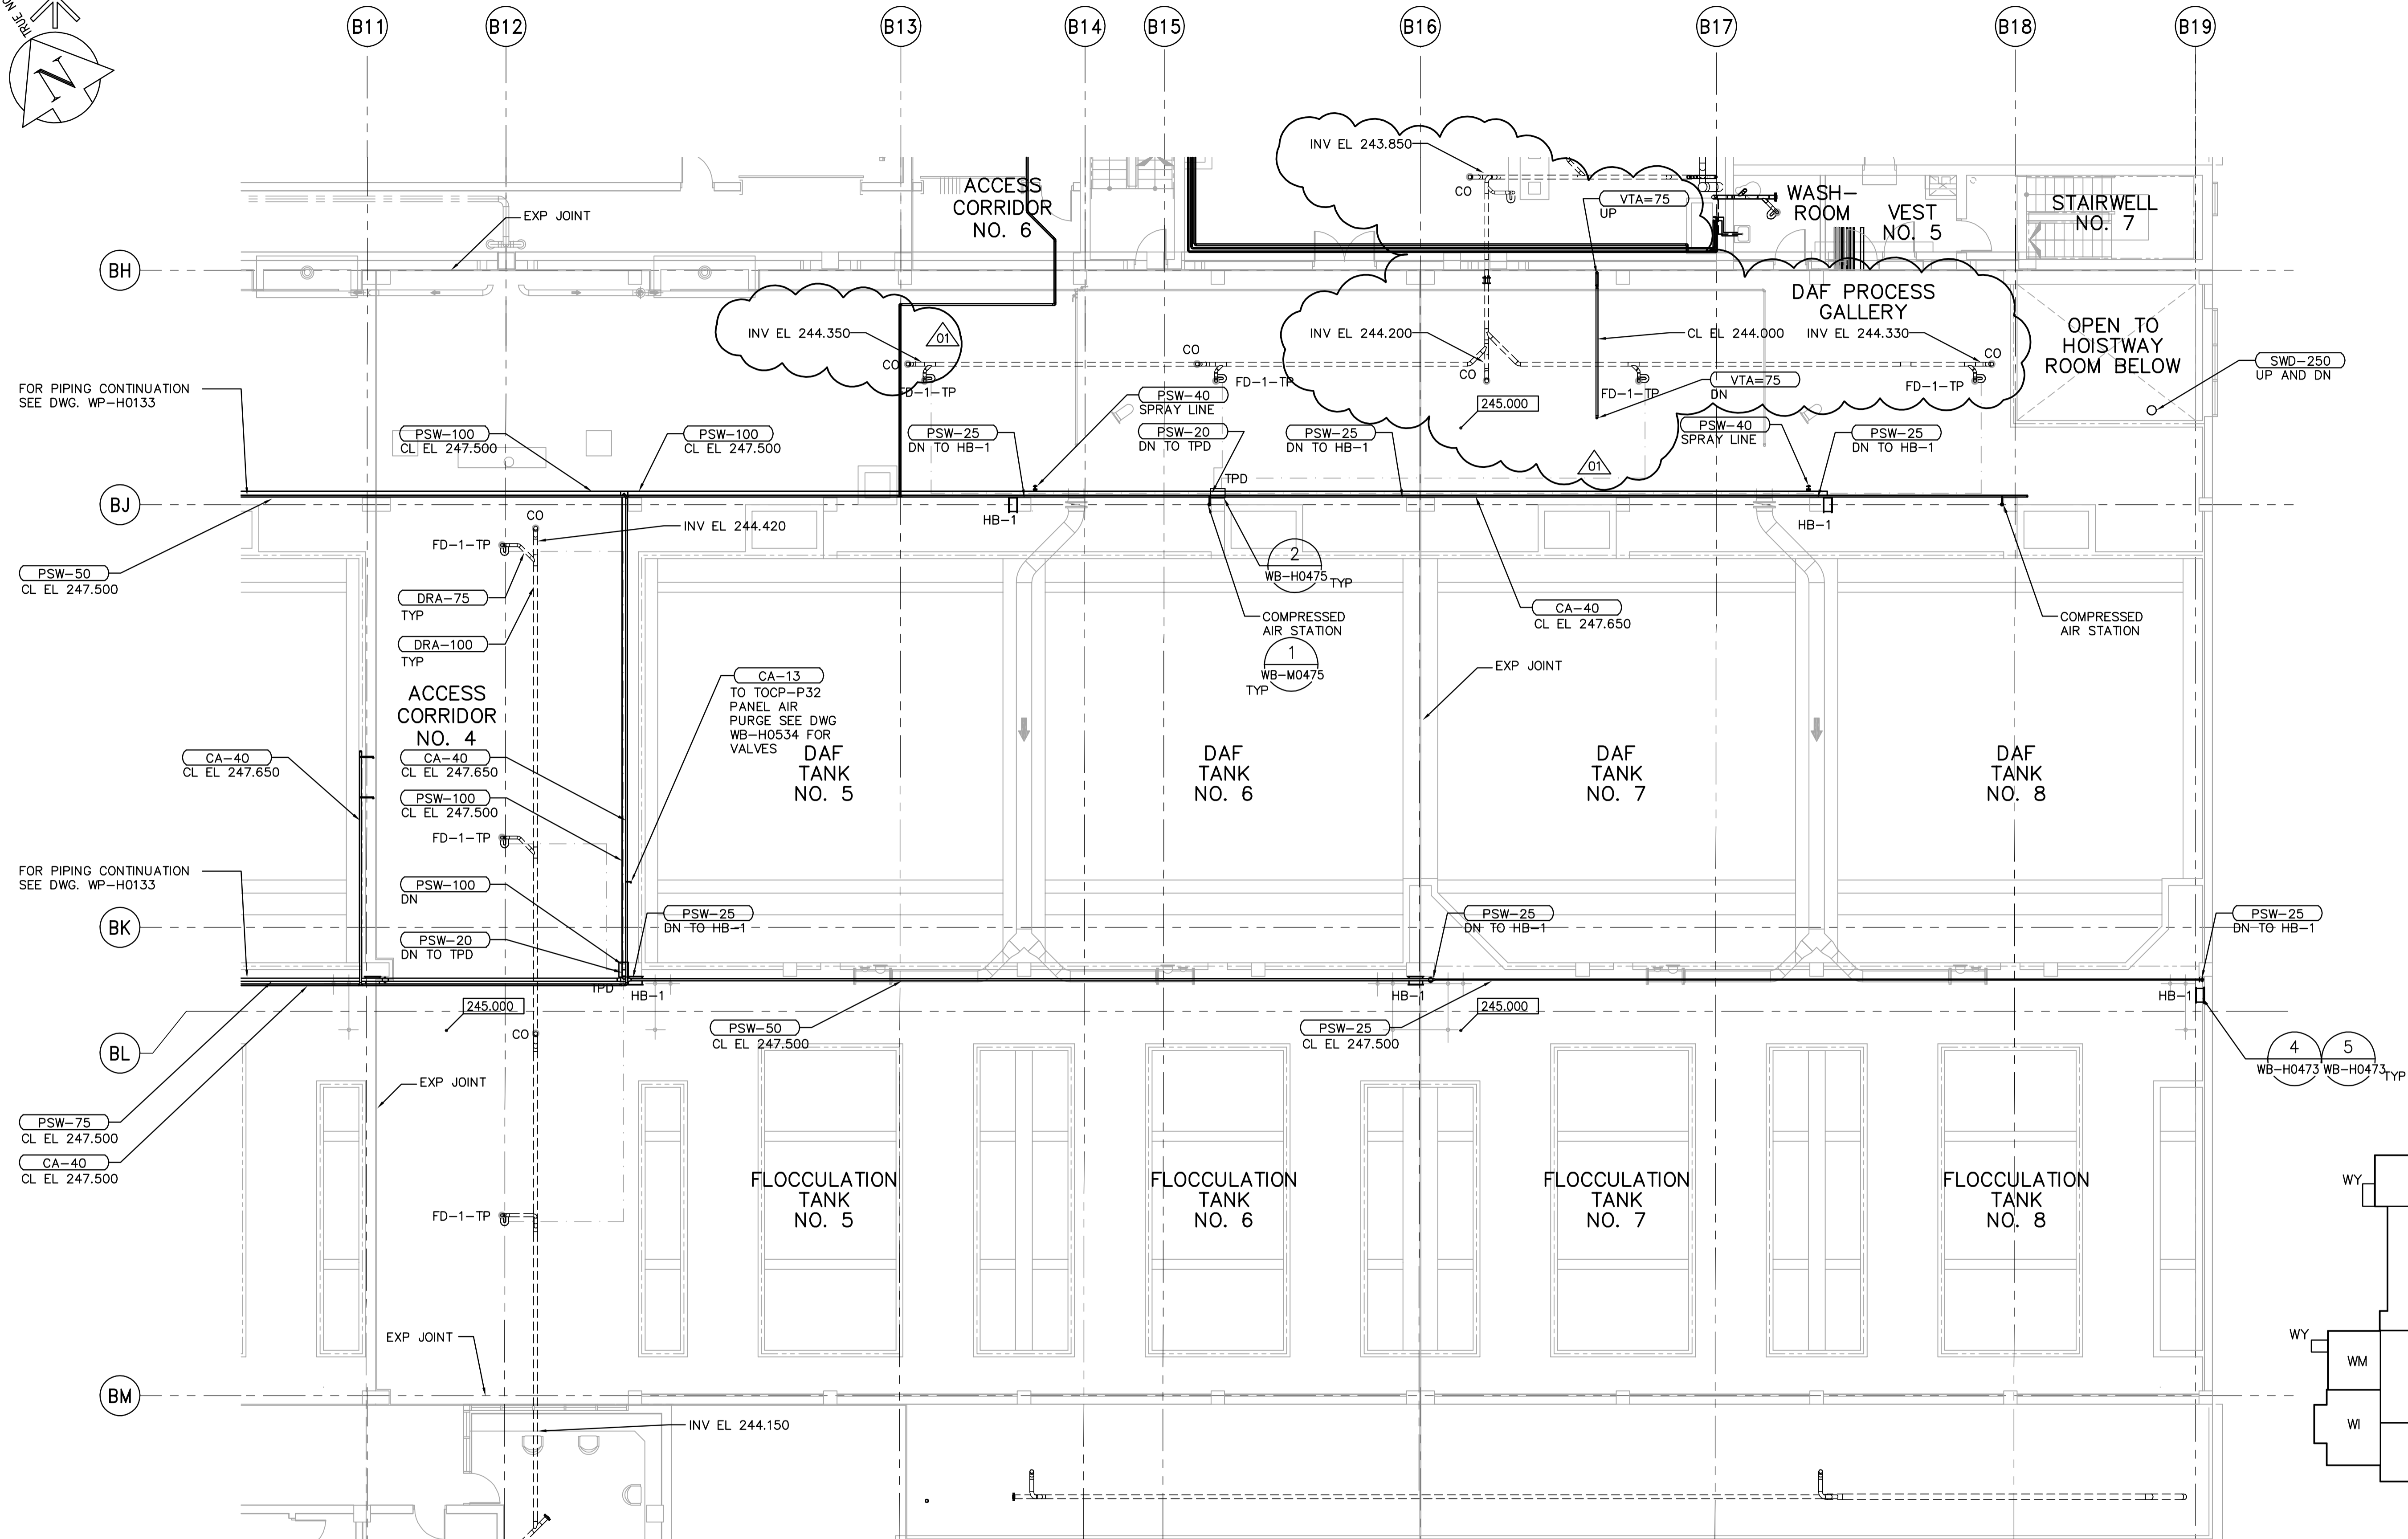 TRUE NO
N
B11
B12
B13
B14
B15
B16
B17
B18
B19
INV EL 243.850
CO
VTA=75
UP
WASH-
ROOM
VEST
NO. 5
STAIRWELL
NO. 7
ACCESS
CORRIDOR
NO. 6
EXP JOINT
BH
DAF PROCESS
GALLERY
INV EL 244.350
01
INV EL 244.200
CL EL 244.000
INV EL 244.330
OPEN TO
HOISTWAY
ROOM BELOW
CO
CO
CO
CO
FD-1-TP
FD-1-TP
FD-1-TP
FD-1-TP
SWD-250
UP AND DN
FOR PIPING CONTINUATION
SEE DWG. WP-H0133
PSW-40
SPRAY LINE
245.000
VTA=75
DN
PSW-100
CL EL 247.500
PSW-100
CL EL 247.500
PSW-25
DN TO HB-1
PSW-20
DN TO TPD
PSW-25
DN TO HB-1
PSW-40
SPRAY LINE
PSW-25
DN TO HB-1
01
TPD
BJ
HB-1
HB-1
CO
INV EL 244.420
FD-1-TP
2
WB-H0475
TYP
PSW-50
CL EL 247.500
DRA-75
TYP
DRA-100
TYP
COMPRESSED
AIR STATION
1
WB-M0475
TYP
CA-40
CL EL 247.650
COMPRESSED
AIR STATION
EXP JOINT
CA-13
TO TOCP-P32
PANEL AIR
PURGE SEE DWG
WB-H0534 FOR
VALVES
ACCESS
CORRIDOR
NO. 4
CA-40
CL EL 247.650
CA-40
CL EL 247.650
DAF
TANK
NO. 5
DAF
TANK
NO. 6
DAF
TANK
NO. 7
DAF
TANK
NO. 8
PSW-100
CL EL 247.500
FD-1-TP
FOR PIPING CONTINUATION
SEE DWG. WP-H0133
PSW-100
DN
BK
PSW-25
DN TO HB-1
PSW-25
DN TO HB-1
PSW-25
DN TO HB-1
PSW-20
DN TO TPD
TPD
HB-1
HB-1
HB-1
245.000
245.000
CO
PSW-50
CL EL 247.500
PSW-25
CL EL 247.500
BL
4
WB-H0473
5
WB-H0473
TYP
EXP JOINT
PSW-75
CL EL 247.500
CA-40
CL EL 247.500
FLOCCULATION
TANK
NO. 5
FLOCCULATION
TANK
NO. 6
FLOCCULATION
TANK
NO. 7
FLOCCULATION
TANK
NO. 8
WY
FD-1-TP
EXP JOINT
WY
WM
BM
INV EL 244.150
WI